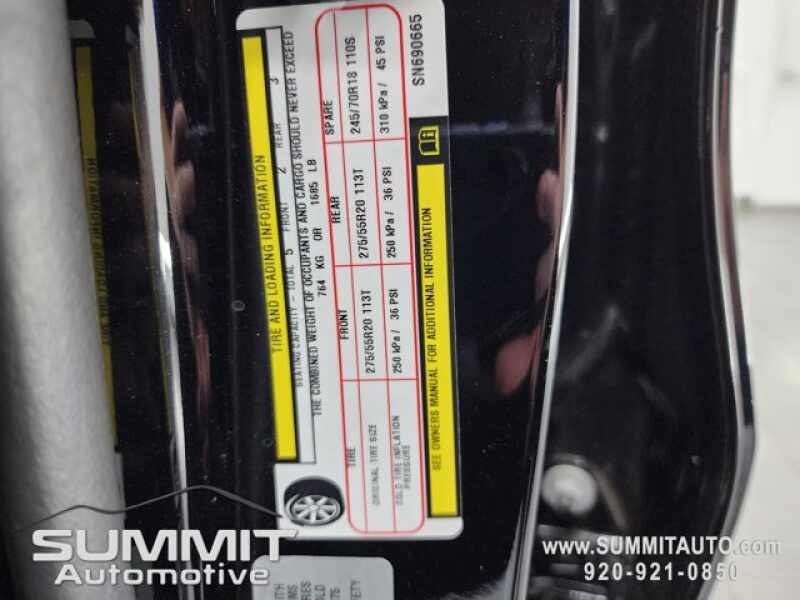 TIRE AND LOADING INFORMATION
SEATING CAPACITY - TOTAL 5 FRONT 2 REAR 3
THE COMBINED WEIGHT OF OCCUPANTS AND CARGO SHOULD NEVER EXCEED
764 KG OR 1685 LB
TIRE FRONT REAR SPARE
ORIGINAL TIRE SIZE 275/55R20 113T 275/55R20 113T 245/70R18 110S
COLD TIRE INFLATION PRESSURE 250 kPa / 36 PSI 250 kPa / 36 PSI 310 kPa / 45 PSI
SEE OWNERS MANUAL FOR ADDITIONAL INFORMATION
SN690665
SUMMIT
Automotive
www.SUMMITAUTO.com
920-921-0850